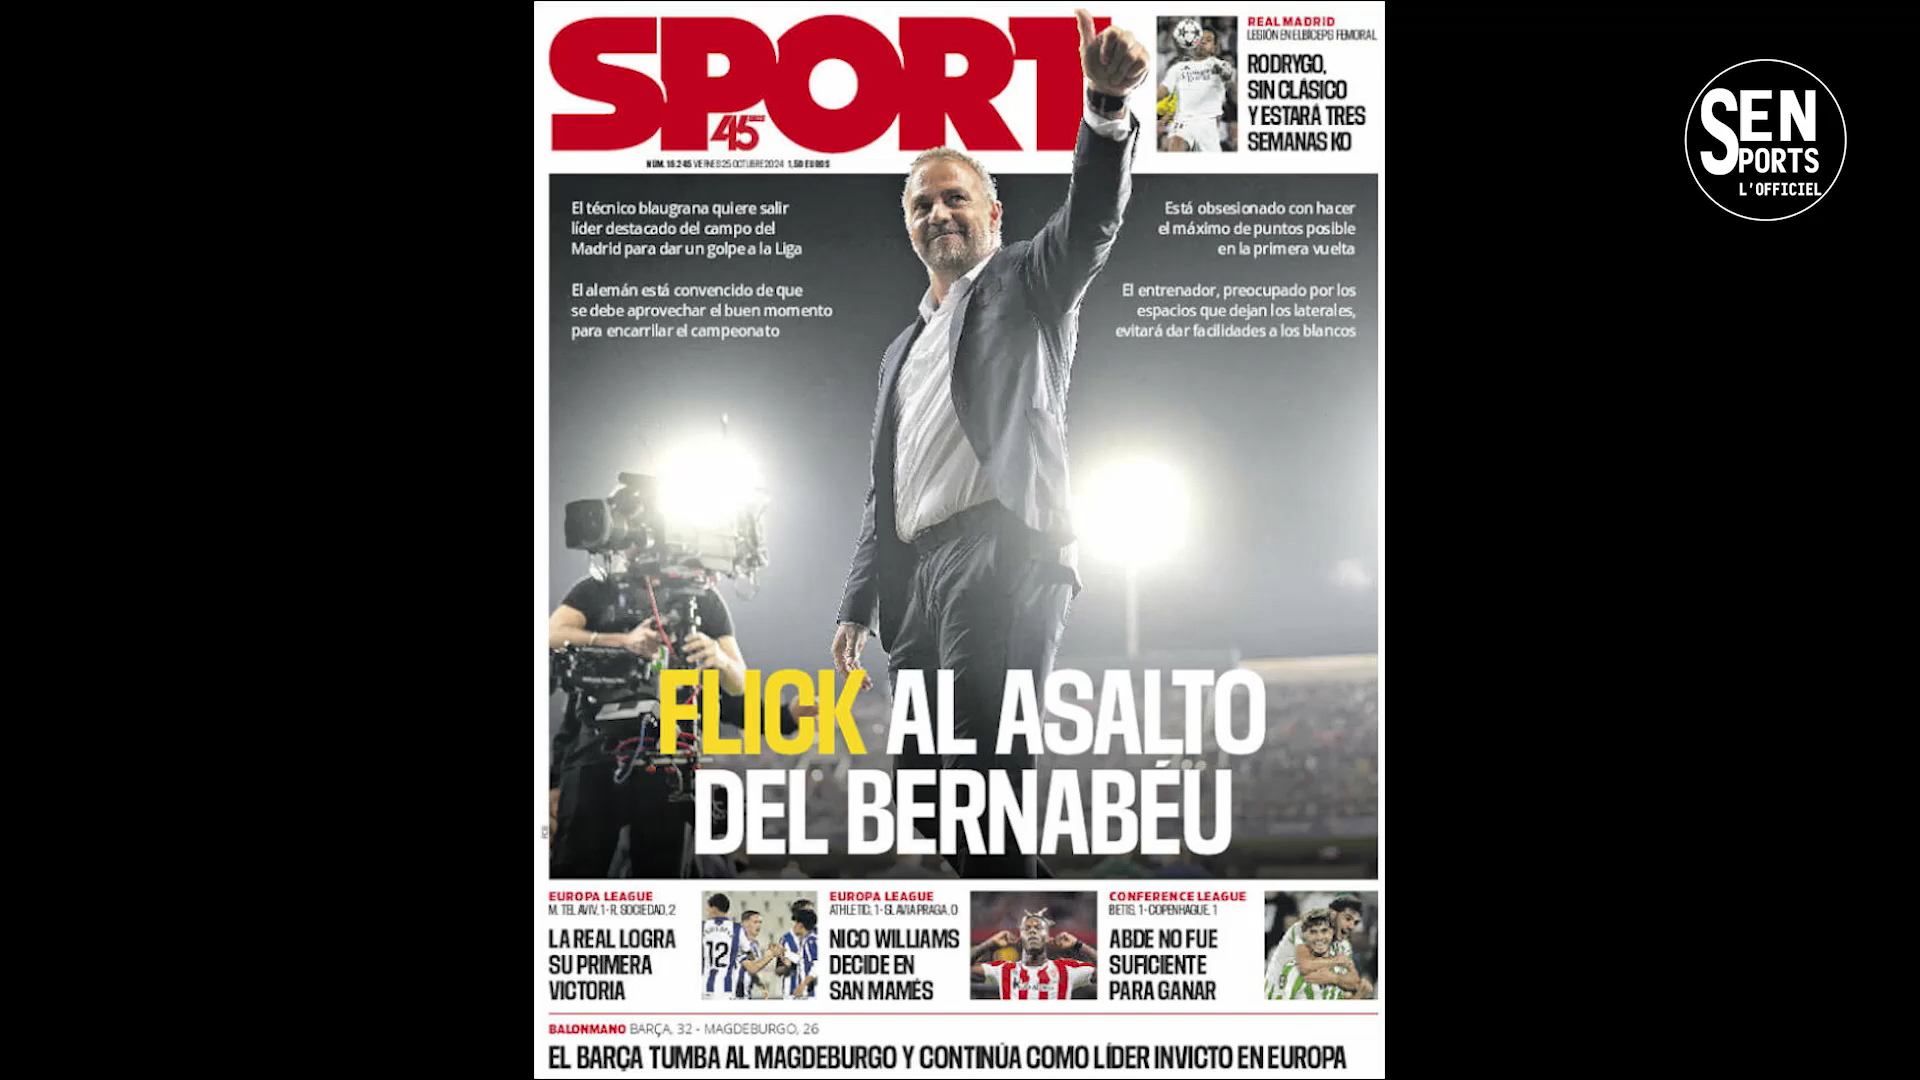 SPORT
45
NÚM. 16.245 VIERNES 25 OCTUBRE 2024 1,50 EUROS
REAL MADRID
LESIÓN EN EL BÍCEPS FEMORAL
RODRYGO,
SIN CLÁSICO
Y ESTARÁ TRES
SEMANAS KO
SEN
SPORTS
L'OFFICIEL
El técnico blaugrana quiere salir
líder destacado del campo del
Madrid para dar un golpe a la Liga
El alemán está convencido de que
se debe aprovechar el buen momento
para encarrilar el campeonato
Está obsesionado con hacer
el máximo de puntos posible
en la primera vuelta
El entrenador, preocupado por los
espacios que dejan los laterales,
evitará dar facilidades a los blancos
FLICK AL ASALTO
DEL BERNABÉU
EUROPA LEAGUE
M. TEL AVIV, 1 - R. SOCIEDAD, 2
LA REAL LOGRA
SU PRIMERA
VICTORIA
12
EUROPA LEAGUE
ATHLETIC, 1 - SLAVIA PRAGA, 0
NICO WILLIAMS
DECIDE EN
SAN MAMÉS
CONFERENCE LEAGUE
BETIS, 1 - COPENHAGUE, 1
ABDE NO FUE
SUFICIENTE
PARA GANAR
BALONMANO BARÇA, 32 - MAGDEBURGO, 26
EL BARÇA TUMBA AL MAGDEBURGO Y CONTINÚA COMO LÍDER INVICTO EN EUROPA